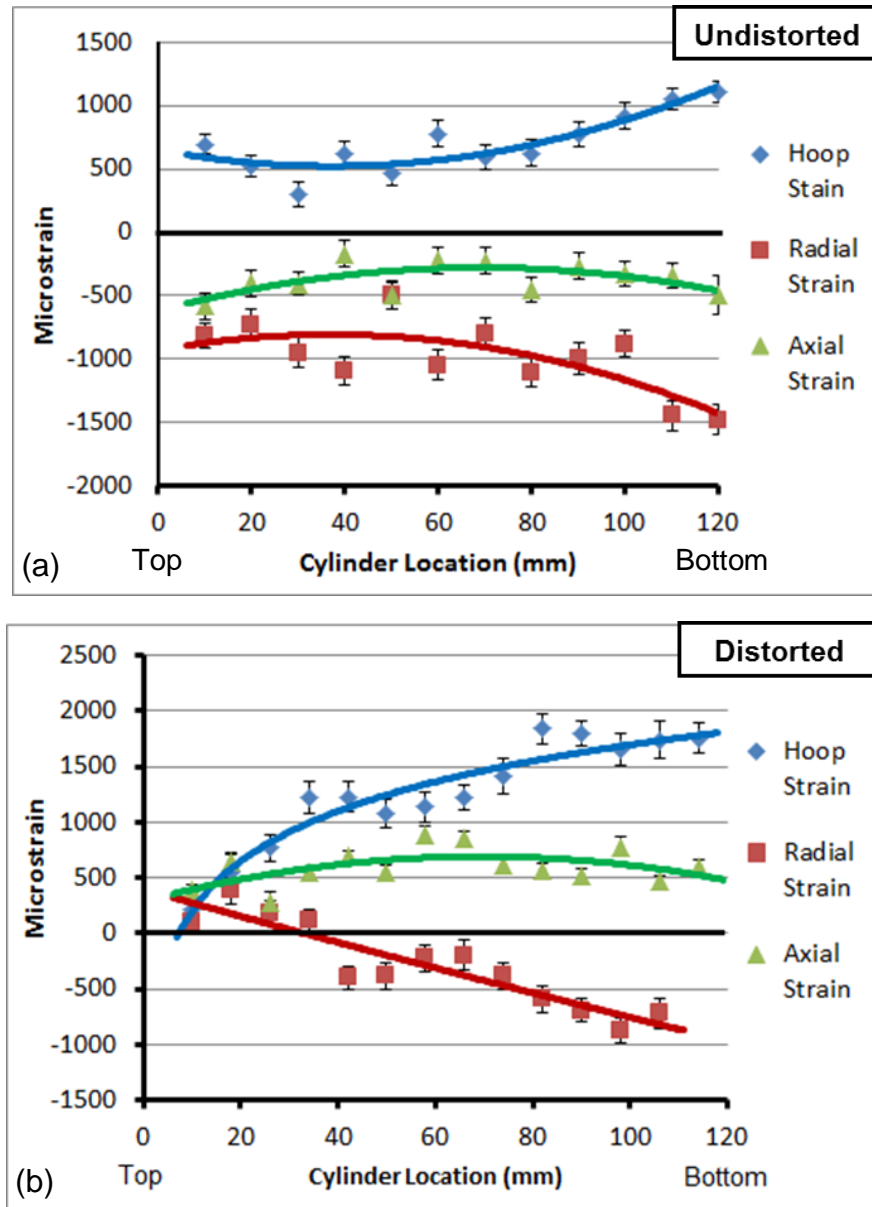 Undistorted
1500
1000
500
0
-500
-1000
-1500
-2000
Microstrain
0 20 40 60 80 100 120
Top Cylinder Location (mm) Bottom
(a)
Hoop
Stain
Radial
Strain
Axial
Strain
Distorted
2500
2000
1500
1000
500
0
-500
-1000
-1500
Microstrain
0 20 40 60 80 100 120
Top Cylinder Location (mm) Bottom
(b)
Hoop
Strain
Radial
Strain
Axial
Strain